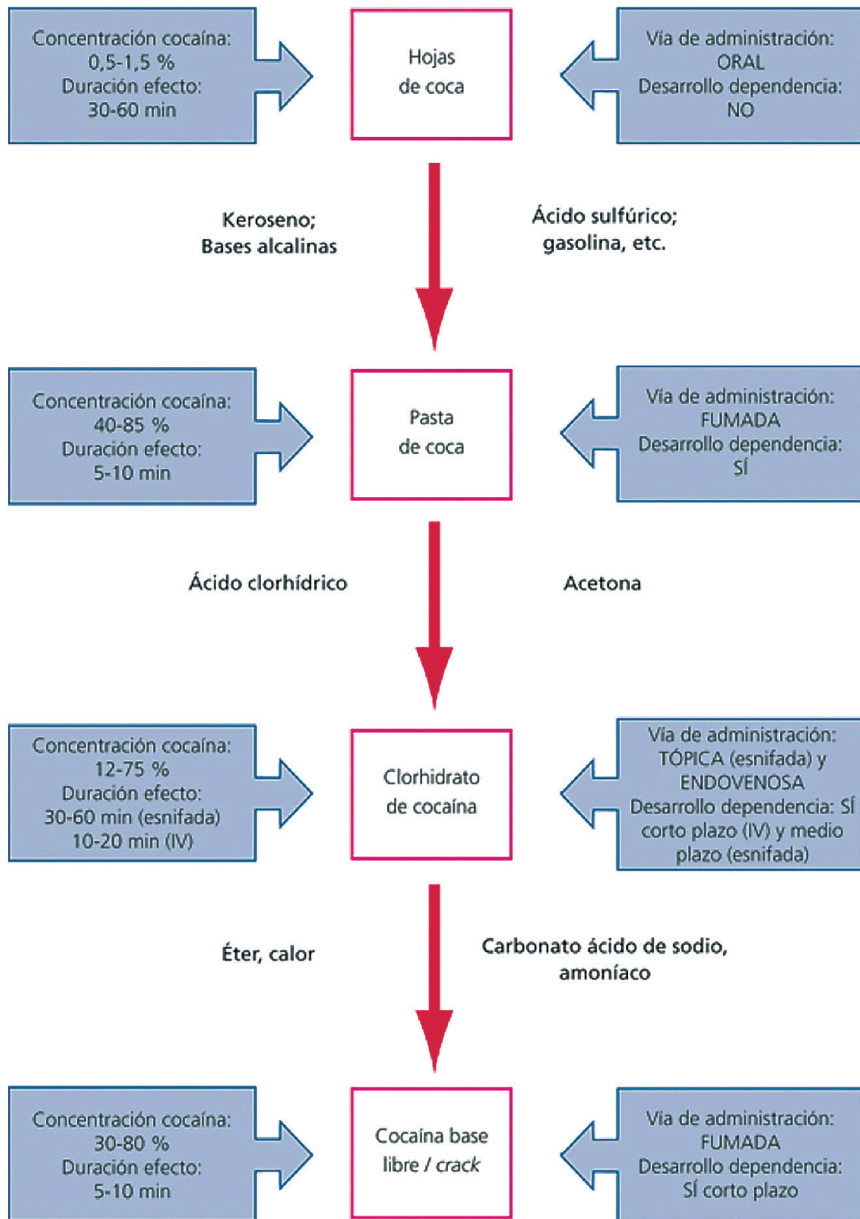 Concentración cocaína:
0,5-1,5 %
Duración efecto:
30-60 min
Hojas
de coca
Vía de administración:
ORAL
Desarrollo dependencia:
NO
Keroseno;
Bases alcalinas
Ácido sulfúrico;
gasolina, etc.
Concentración cocaína:
40-85 %
Duración efecto:
5-10 min
Pasta
de coca
Vía de administración:
FUMADA
Desarrollo dependencia:
SÍ
Ácido clorhídrico
Acetona
Concentración cocaína:
12-75 %
Duración efecto:
30-60 min (esnifada)
10-20 min (IV)
Clorhidrato
de cocaína
Vía de administración:
TÓPICA (esnifada) y
ENDOVENOSA
Desarrollo dependencia: SÍ
corto plazo (IV) y medio
plazo (esnifada)
Éter, calor
Carbonato ácido de sodio,
amoníaco
Concentración cocaína:
30-80 %
Duración efecto:
5-10 min
Cocaína base
libre / crack
Vía de administración:
FUMADA
Desarrollo dependencia:
SÍ corto plazo